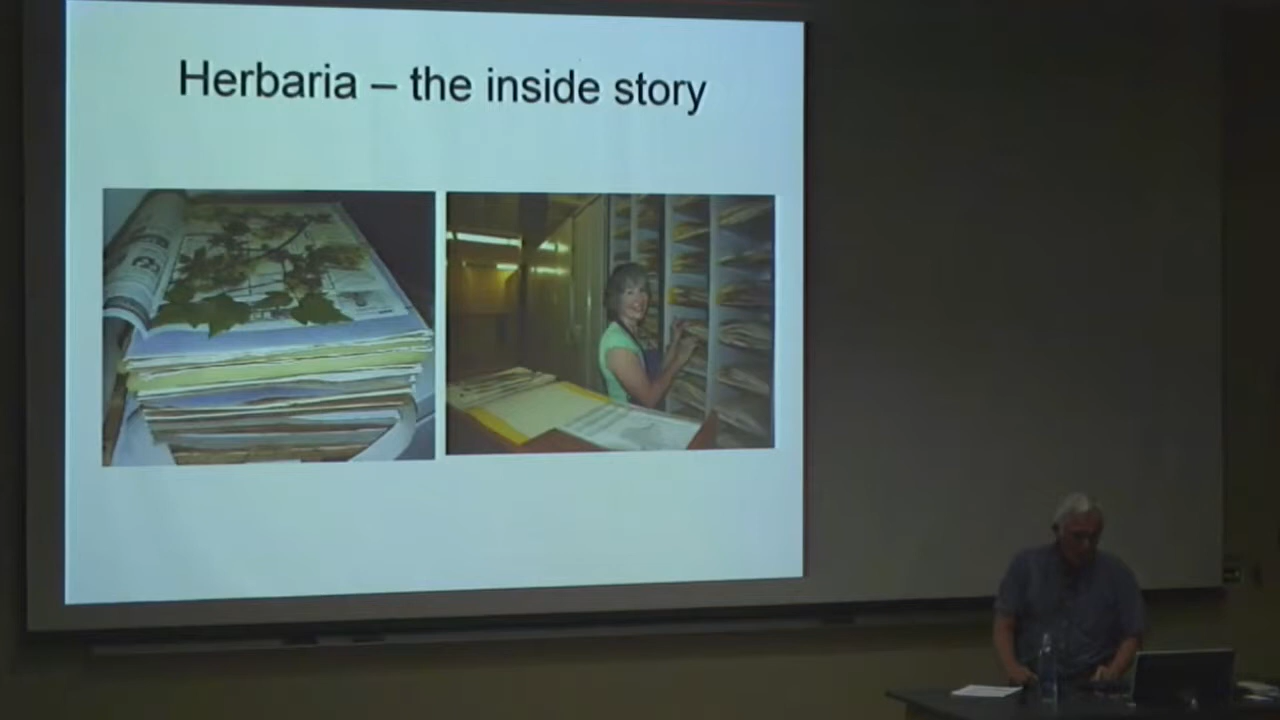 Herbaria – the inside story